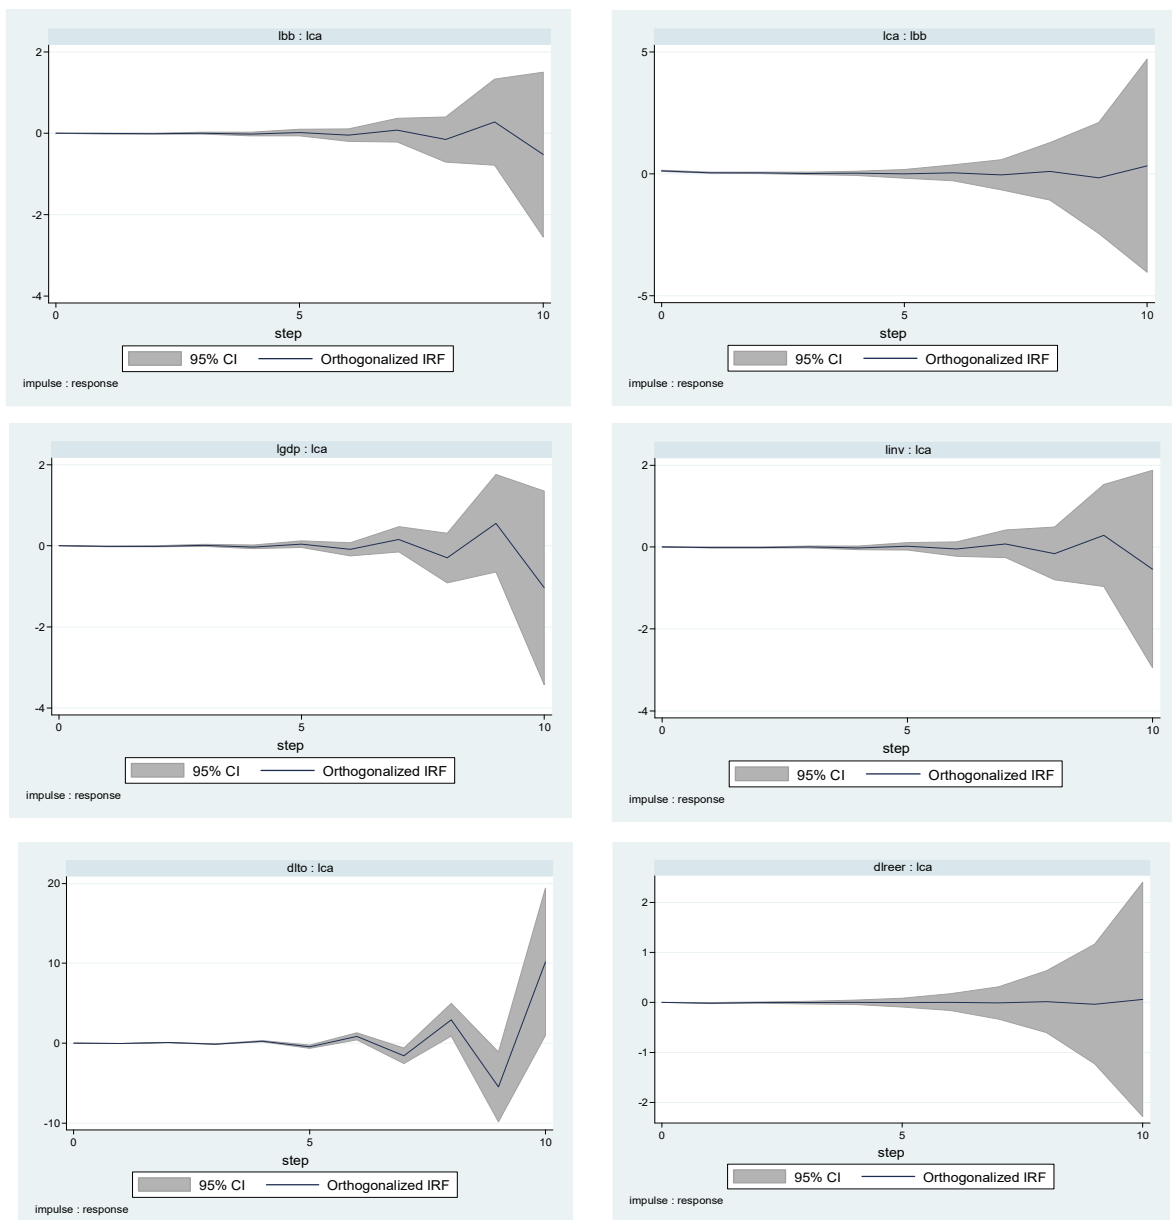 lbb : lca
2
0
-2
-4
0 5 10
step
95% CI Orthogonalized IRF
impulse : response
lca : lbb
5
0
-5
0 5 10
step
95% CI Orthogonalized IRF
impulse : response
lgdp : lca
2
0
-2
-4
0 5 10
step
95% CI Orthogonalized IRF
impulse : response
linv : lca
2
0
-2
-4
0 5 10
step
95% CI Orthogonalized IRF
impulse : response
dlto : lca
20
10
0
-10
0 5 10
step
95% CI Orthogonalized IRF
impulse : response
dlreer : lca
2
1
0
-1
-2
0 5 10
step
95% CI Orthogonalized IRF
impulse : response